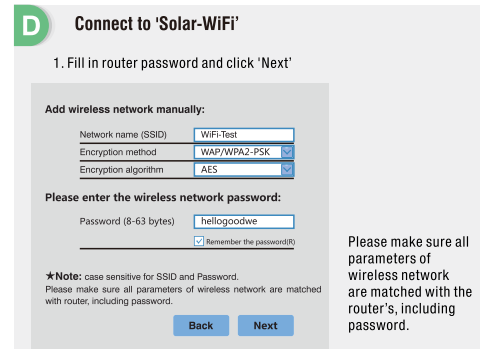 D
Connect to 'Solar-WiFi'
1. Fill in router password and click 'Next'
Add wireless network manually:
Network name (SSID) WiFi-Test
Encryption method WAP/WPA2-PSK
Encryption algorithm AES
Please enter the wireless network password:
Password (8-63 bytes) hellogoodwe
Remember the password(R)
★Note: case sensitive for SSID and Password.
Please make sure all parameters of wireless network are matched
with router, including password.
Back Next
Please make sure all
parameters of
wireless network
are matched with the
router's, including
password.